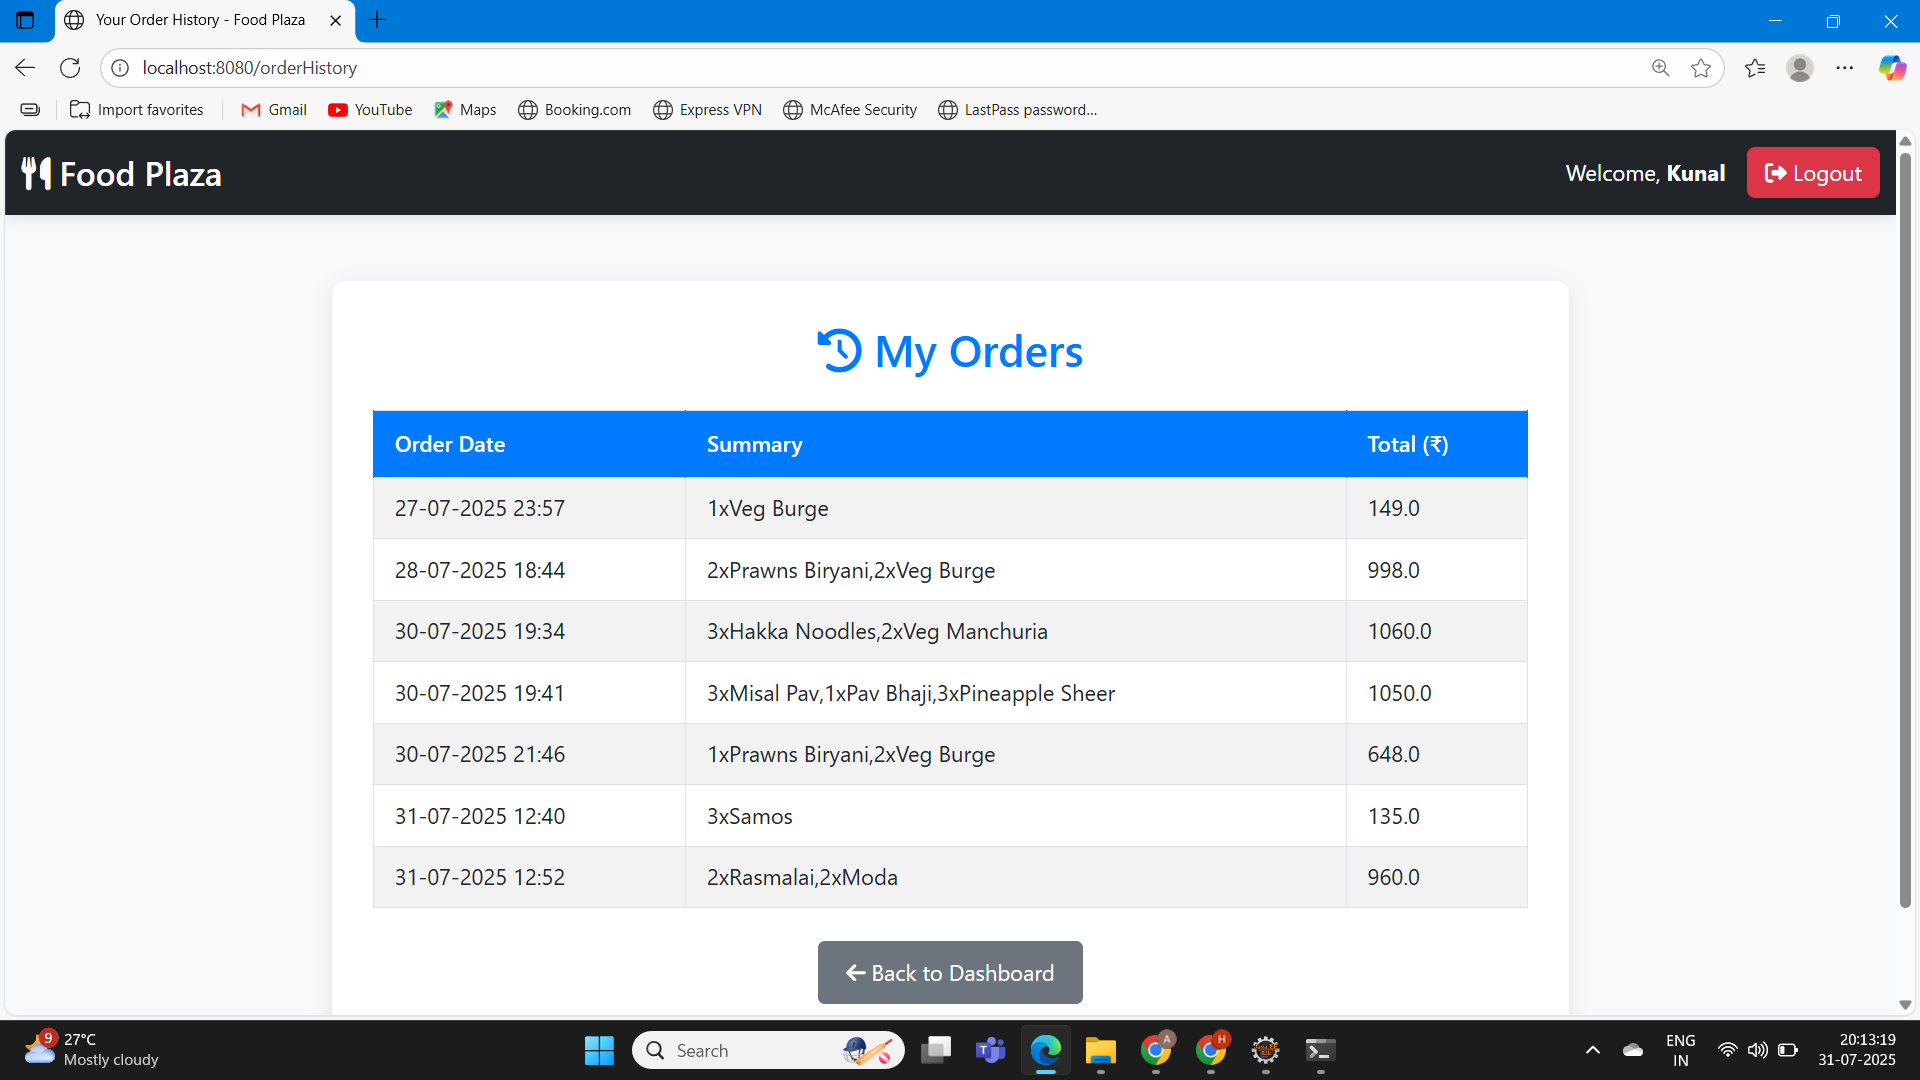 Your Order History - Food Plaza
localhost:8080/orderHistory
Import favorites Gmail YouTube Maps Booking.com Express VPN McAfee Security LastPass password...
Food Plaza Welcome, Kunal Logout
My Orders
Order Date Summary Total (₹)
27-07-2025 23:57 1xVeg Burge 149.0
28-07-2025 18:44 2xPrawns Biryani,2xVeg Burge 998.0
30-07-2025 19:34 3xHakka Noodles,2xVeg Manchuria 1060.0
30-07-2025 19:41 3xMisal Pav,1xPav Bhaji,3xPineapple Sheer 1050.0
30-07-2025 21:46 1xPrawns Biryani,2xVeg Burge 648.0
31-07-2025 12:40 3xSamos 135.0
31-07-2025 12:52 2xRasmalai,2xModa 960.0
Back to Dashboard
9 27°C
Mostly cloudy
Search
A
H
ENG
IN
20:13:19
31-07-2025